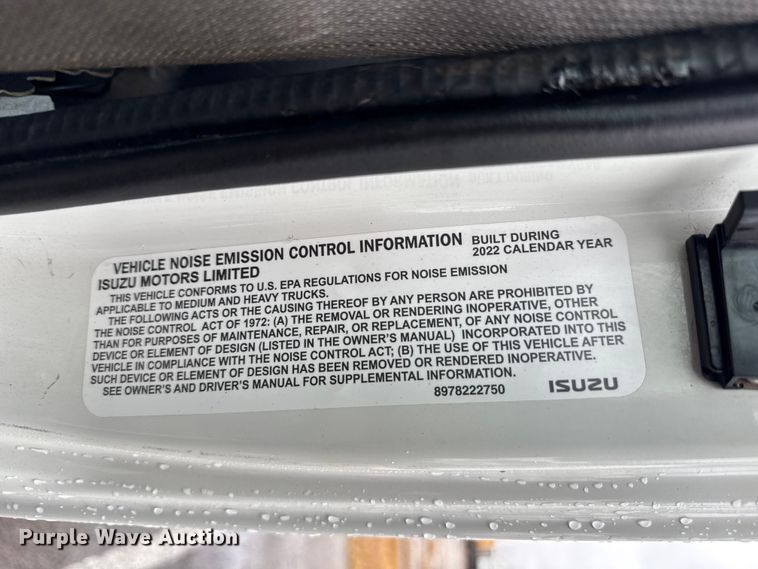 VEHICLE NOISE EMISSION CONTROL INFORMATION BUILT DURING
ISUZU MOTORS LIMITED 2022 CALENDAR YEAR
THIS VEHICLE CONFORMS TO U.S. EPA REGULATIONS FOR NOISE EMISSION
APPLICABLE TO MEDIUM AND HEAVY TRUCKS.
THE FOLLOWING ACTS OR THE CAUSING THEREOF BY ANY PERSON ARE PROHIBITED BY
THE NOISE CONTROL ACT OF 1972: (A) THE REMOVAL OR RENDERING INOPERATIVE, OTHER
THAN FOR PURPOSES OF MAINTENANCE, REPAIR, OR REPLACEMENT, OF ANY NOISE CONTROL
DEVICE OR ELEMENT OF DESIGN (LISTED IN THE OWNER'S MANUAL) INCORPORATED INTO THIS
VEHICLE IN COMPLIANCE WITH THE NOISE CONTROL ACT; (B) THE USE OF THIS VEHICLE AFTER
SUCH DEVICE OR ELEMENT OF DESIGN HAS BEEN REMOVED OR RENDERED INOPERATIVE.
SEE OWNER'S AND DRIVER'S MANUAL FOR SUPPLEMENTAL INFORMATION.
8978222750 ISUZU
Purple Wave Auction